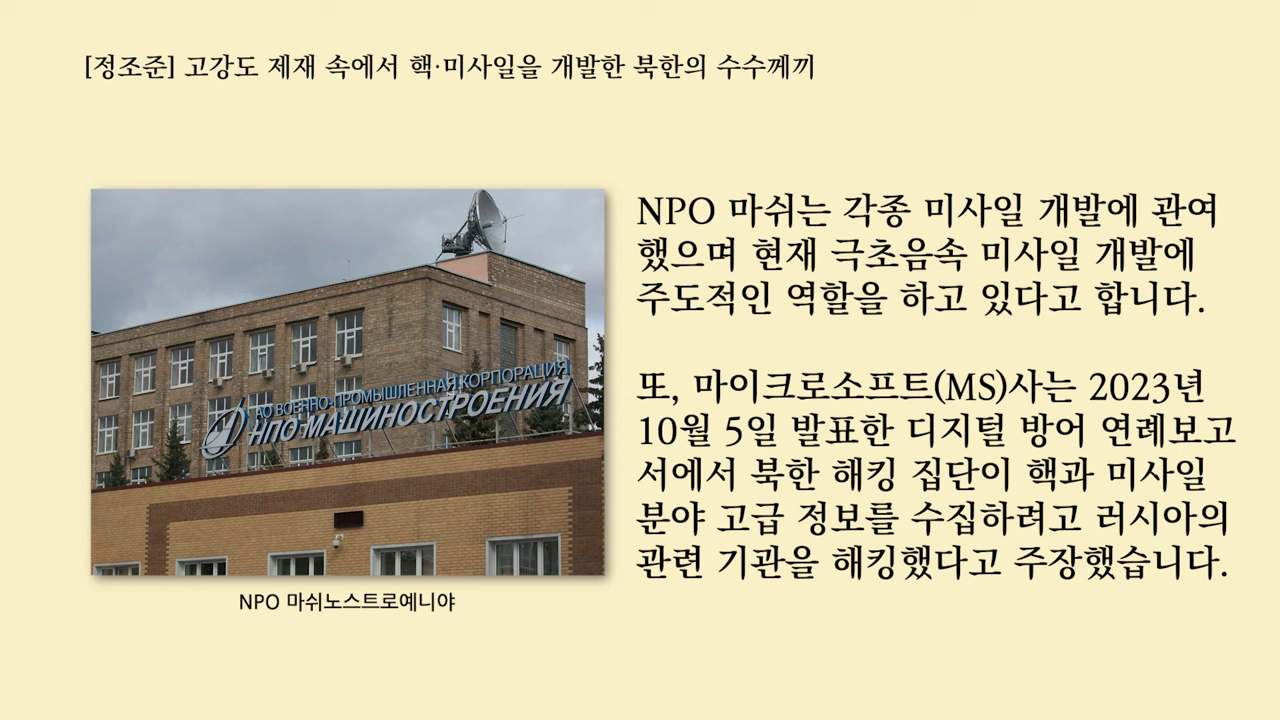 [정조준] 고강도 제재 속에서 핵·미사일을 개발한 북한의 수수께끼
АО ВОЕННО-ПРОМЫШЛЕННАЯ КОРПОРАЦИЯ
НПО МАШИНОСТРОЕНИЯ
NPO 마쉬노스트로예니야
NPO 마쉬는 각종 미사일 개발에 관여
했으며 현재 극초음속 미사일 개발에
주도적인 역할을 하고 있다고 합니다.
또, 마이크로소프트(MS)사는 2023년
10월 5일 발표한 디지털 방어 연례보고
서에서 북한 해킹 집단이 핵과 미사일
분야 고급 정보를 수집하려고 러시아의
관련 기관을 해킹했다고 주장했습니다.